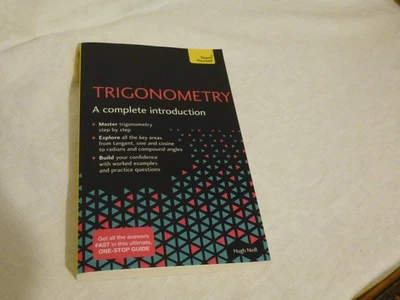 Teach
Yourself
TRIGONOMETRY
A complete introduction
• Master trigonometry
step by step
• Explore all the key areas
from tangent, sine and cosine
to radians and compound angles
• Build your confidence
with worked examples
and practice questions
Get all the answers
FAST in this ultimate,
ONE-STOP GUIDE
Hugh Neill